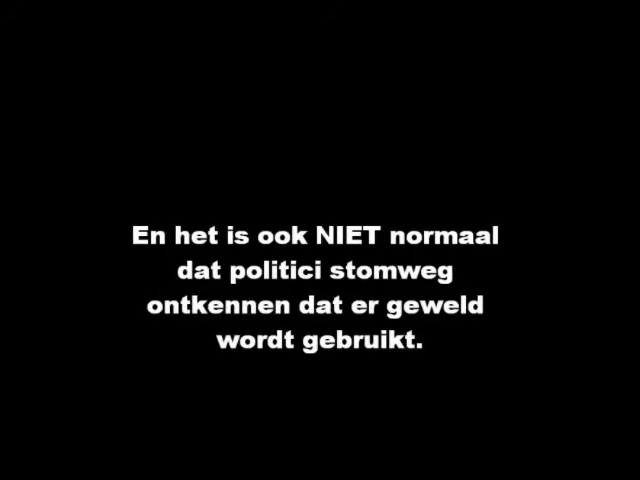 En het is ook NIET normaal
dat politici stomweg
ontkennen dat er geweld
wordt gebruikt.